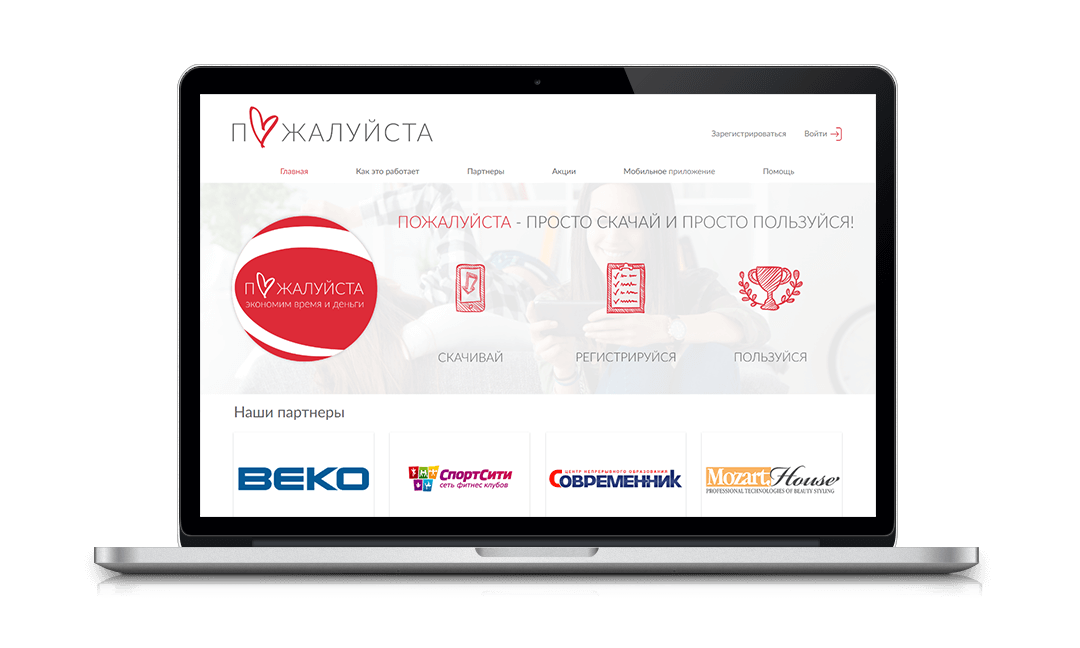 П ЖАЛУЙСТА
Зарегистрироваться Войти
Главная Как это работает Партнеры Акции Мобильное приложение Помощь
ПОЖАЛУЙСТА - ПРОСТО СКАЧАЙ И ПРОСТО ПОЛЬЗУЙСЯ!
П ЖАЛУЙСТА
экономим время и деньги
СКАЧИВАЙ РЕГИСТРИРУЙСЯ ПОЛЬЗУЙСЯ
Наши партнеры
BEKO
СпортСити
сеть фитнес клубов
ЦЕНТР НЕПРЕРЫВНОГО ОБРАЗОВАНИЯ
СОВРЕМЕННИК
Mozart House
PROFESSIONAL TECHNOLOGIES OF BEAUTY STYLING